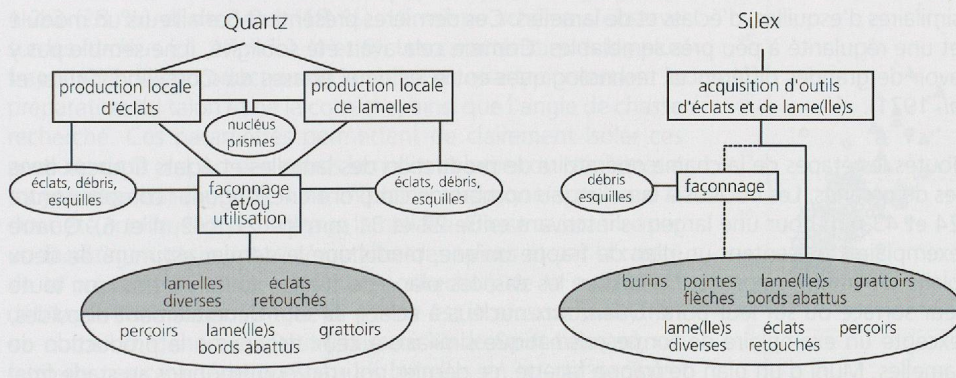 Quartz
production locale
d'éclats
production locale
de lamelles
nucléus
prismes
éclats, débris,
esquilles
façonnage
et/ou
utilisation
éclats, débris,
esquilles
lamelles
diverses
éclats
retouchés
perçoirs
lame(lle)s
bords abattus
grattoirs
Silex
acquisition d'outils
d'éclats et de lame(lle)s
débris
esquilles
façonnage
burins
pointes
flèches
lame(lle)s
bords abattus
grattoirs
lame(lle)s
diverses
éclats
retouchés
perçoirs